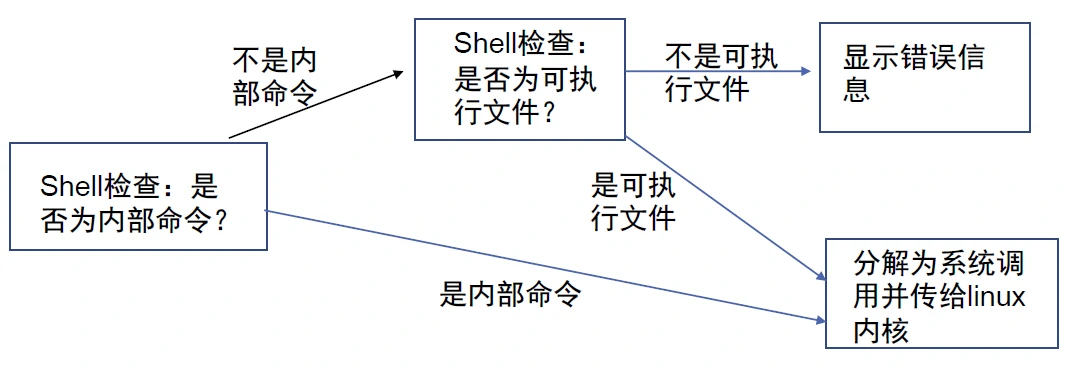 Shell检查：是
否为内部命令？
不是内
部命令
Shell检查：
是否为可执
行文件？
不是可执
行文件
显示错误信
息
是可执
行文件
是内部命令
分解为系统调
用并传给linux
内核